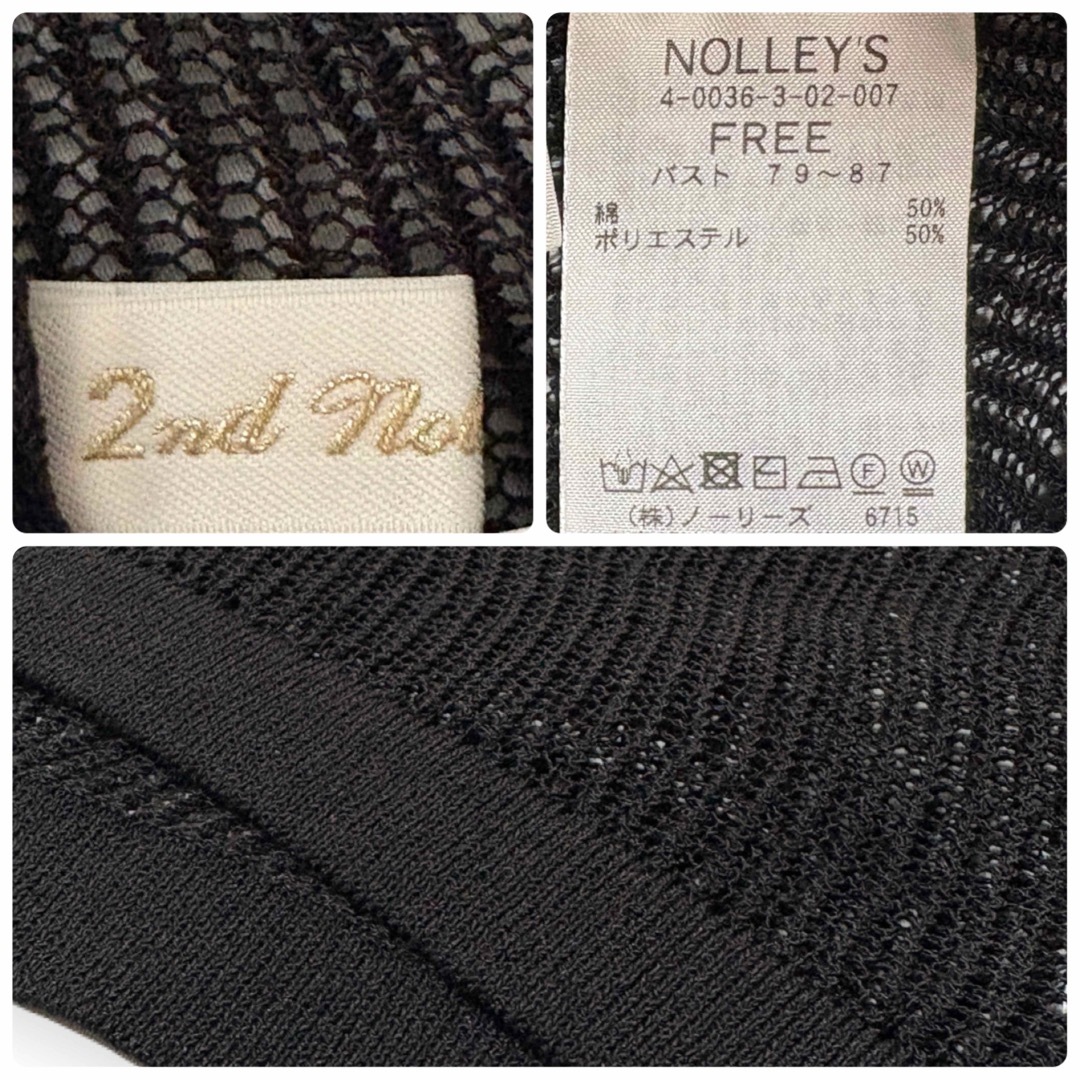 2nd
NOLLEY'S
4-0036-3-02-007
FREE
バスト 79～87
綿 50%
ポリエステル 50%
F W
(株)ノーリーズ 6715